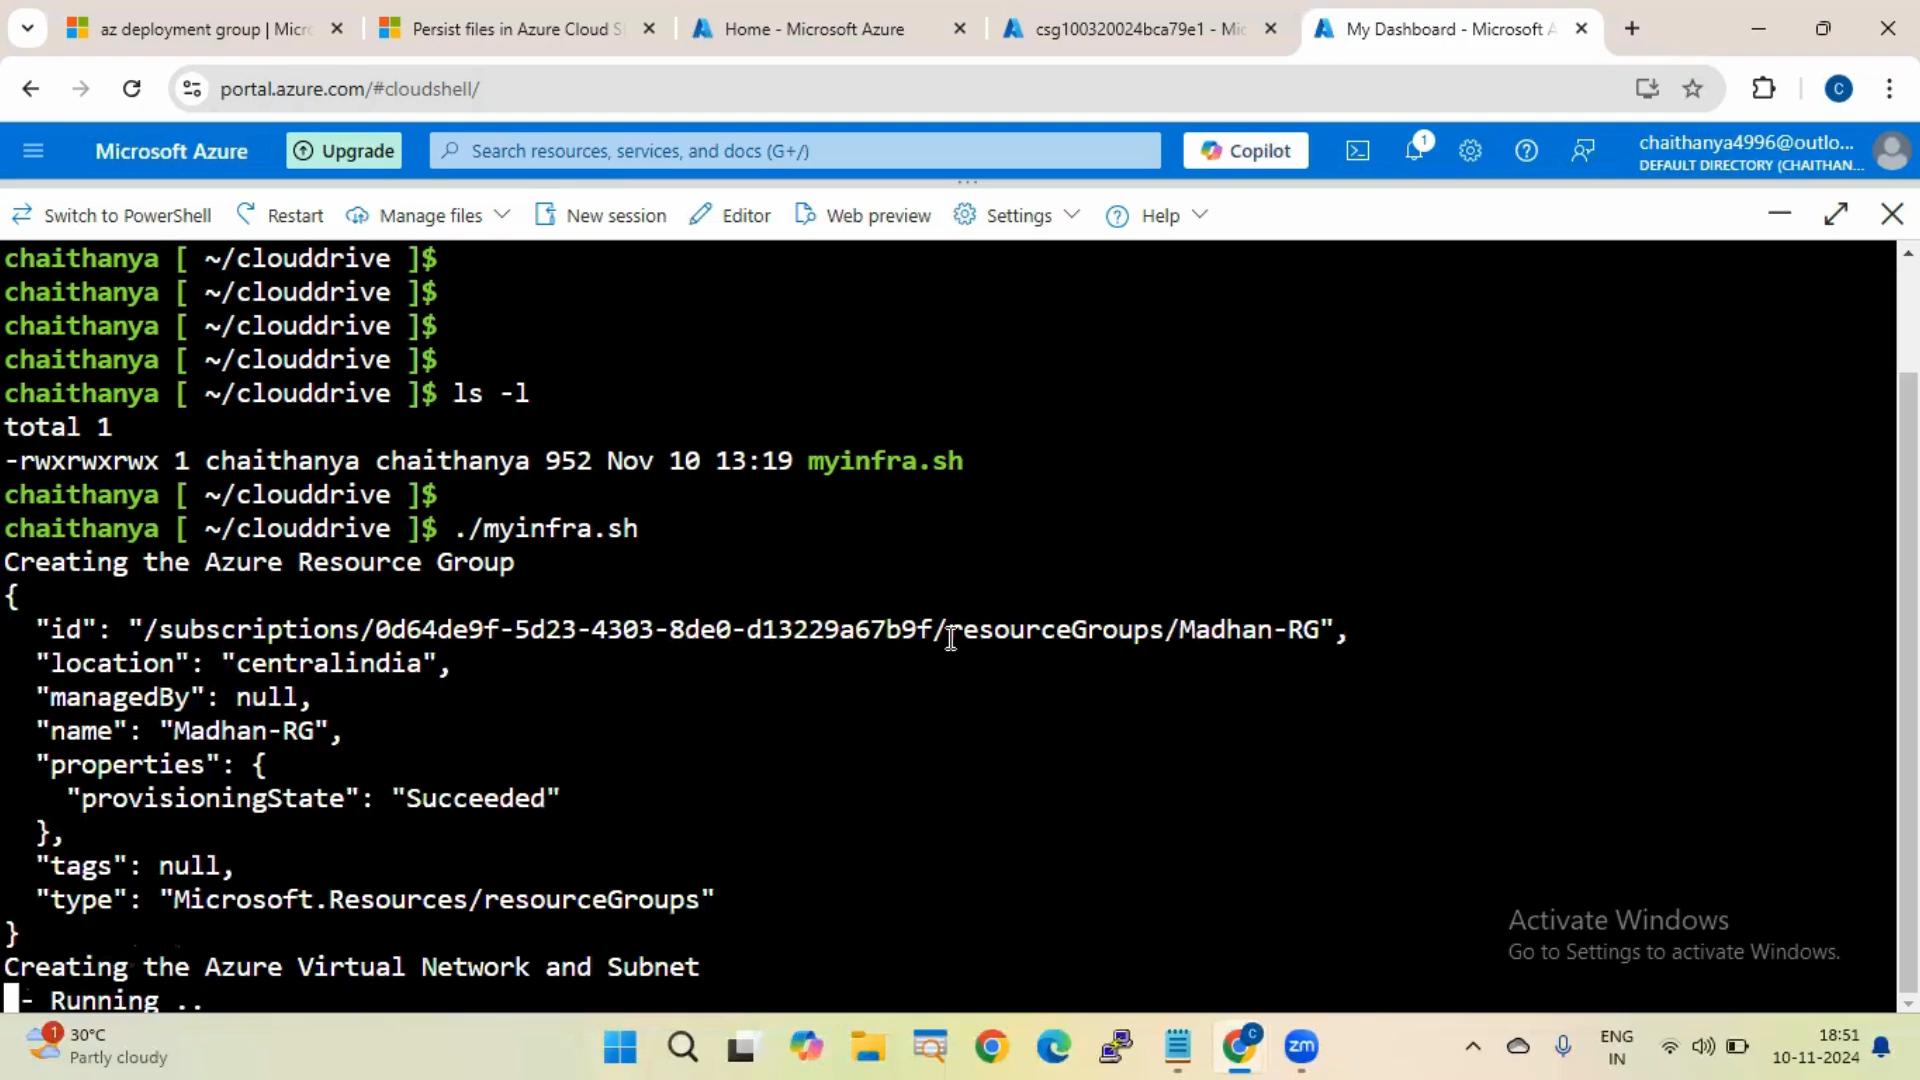 az deployment group | Micr
Persist files in Azure Cloud S
Home - Microsoft Azure
csg100320024bca79e1 - Mic
My Dashboard - Microsoft A
portal.azure.com/#cloudshell/
C
Microsoft Azure
Upgrade
Search resources, services, and docs (G+/)
Copilot
1
chaithanya4996@outlo...
DEFAULT DIRECTORY (CHAITHAN...
Switch to PowerShell
Restart
Manage files
New session
Editor
Web preview
Settings
Help
chaithanya [ ~/clouddrive ]$
chaithanya [ ~/clouddrive ]$
chaithanya [ ~/clouddrive ]$
chaithanya [ ~/clouddrive ]$
chaithanya [ ~/clouddrive ]$ ls -l
total 1
-rwxrwxrwx 1 chaithanya chaithanya 952 Nov 10 13:19 myinfra.sh
chaithanya [ ~/clouddrive ]$
chaithanya [ ~/clouddrive ]$ ./myinfra.sh
Creating the Azure Resource Group
{
"id": "/subscriptions/0d64de9f-5d23-4303-8de0-d13229a67b9f/resourceGroups/Madhan-RG",
"location": "centralindia",
"managedBy": null,
"name": "Madhan-RG",
"properties": {
"provisioningState": "Succeeded"
},
"tags": null,
"type": "Microsoft.Resources/resourceGroups"
}
Creating the Azure Virtual Network and Subnet
- Running ..
Activate Windows
Go to Settings to activate Windows.
1
30°C
Partly cloudy
C
zm
ENG
IN
18:51
10-11-2024